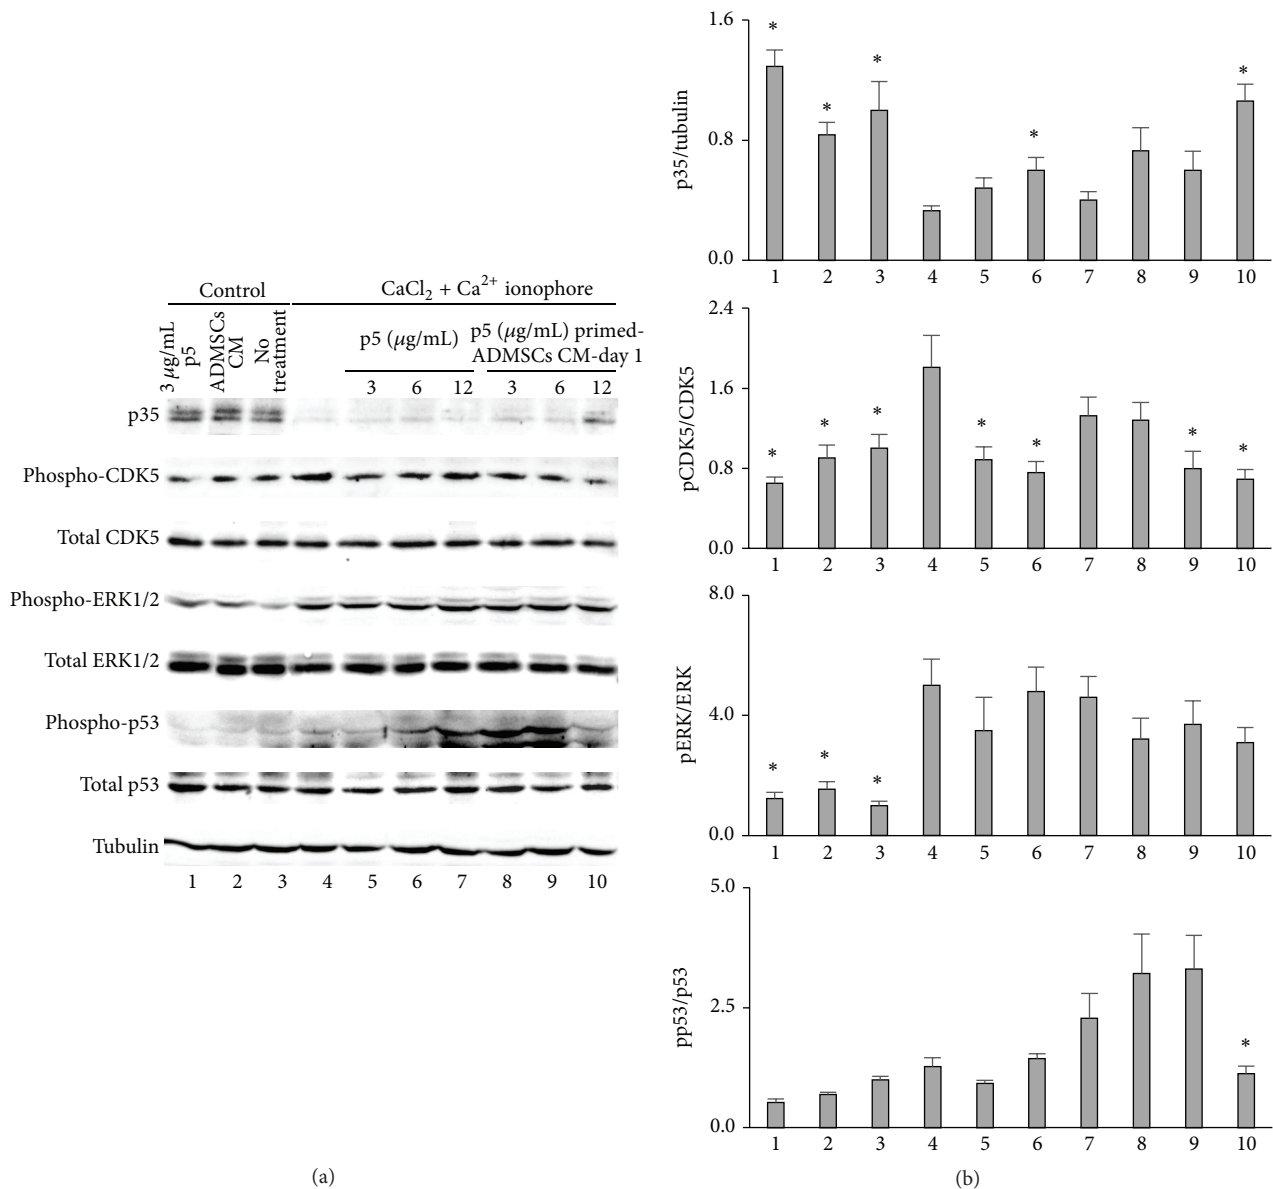 Control
CaCl₂ + Ca²⁺ ionophore
3 μg/mL p5
ADMSCs CM
No treatment
p5 (μg/mL)
p5 (μg/mL) primed-
ADMSCs CM-day 1
3 6 12 3 6 12
p35
Phospho-CDK5
Total CDK5
Phospho-ERK1/2
Total ERK1/2
Phospho-p53
Total p53
Tubulin
1 2 3 4 5 6 7 8 9 10
(a)
p35/tubulin
1.6
0.8
0.0
* * * * *
1 2 3 4 5 6 7 8 9 10
pCDK5/CDK5
2.4
1.6
0.8
0.0
* * * * * * *
1 2 3 4 5 6 7 8 9 10
pERK/ERK
8.0
4.0
0.0
* * *
1 2 3 4 5 6 7 8 9 10
pp53/p53
5.0
2.5
0.0
*
1 2 3 4 5 6 7 8 9 10
(b)